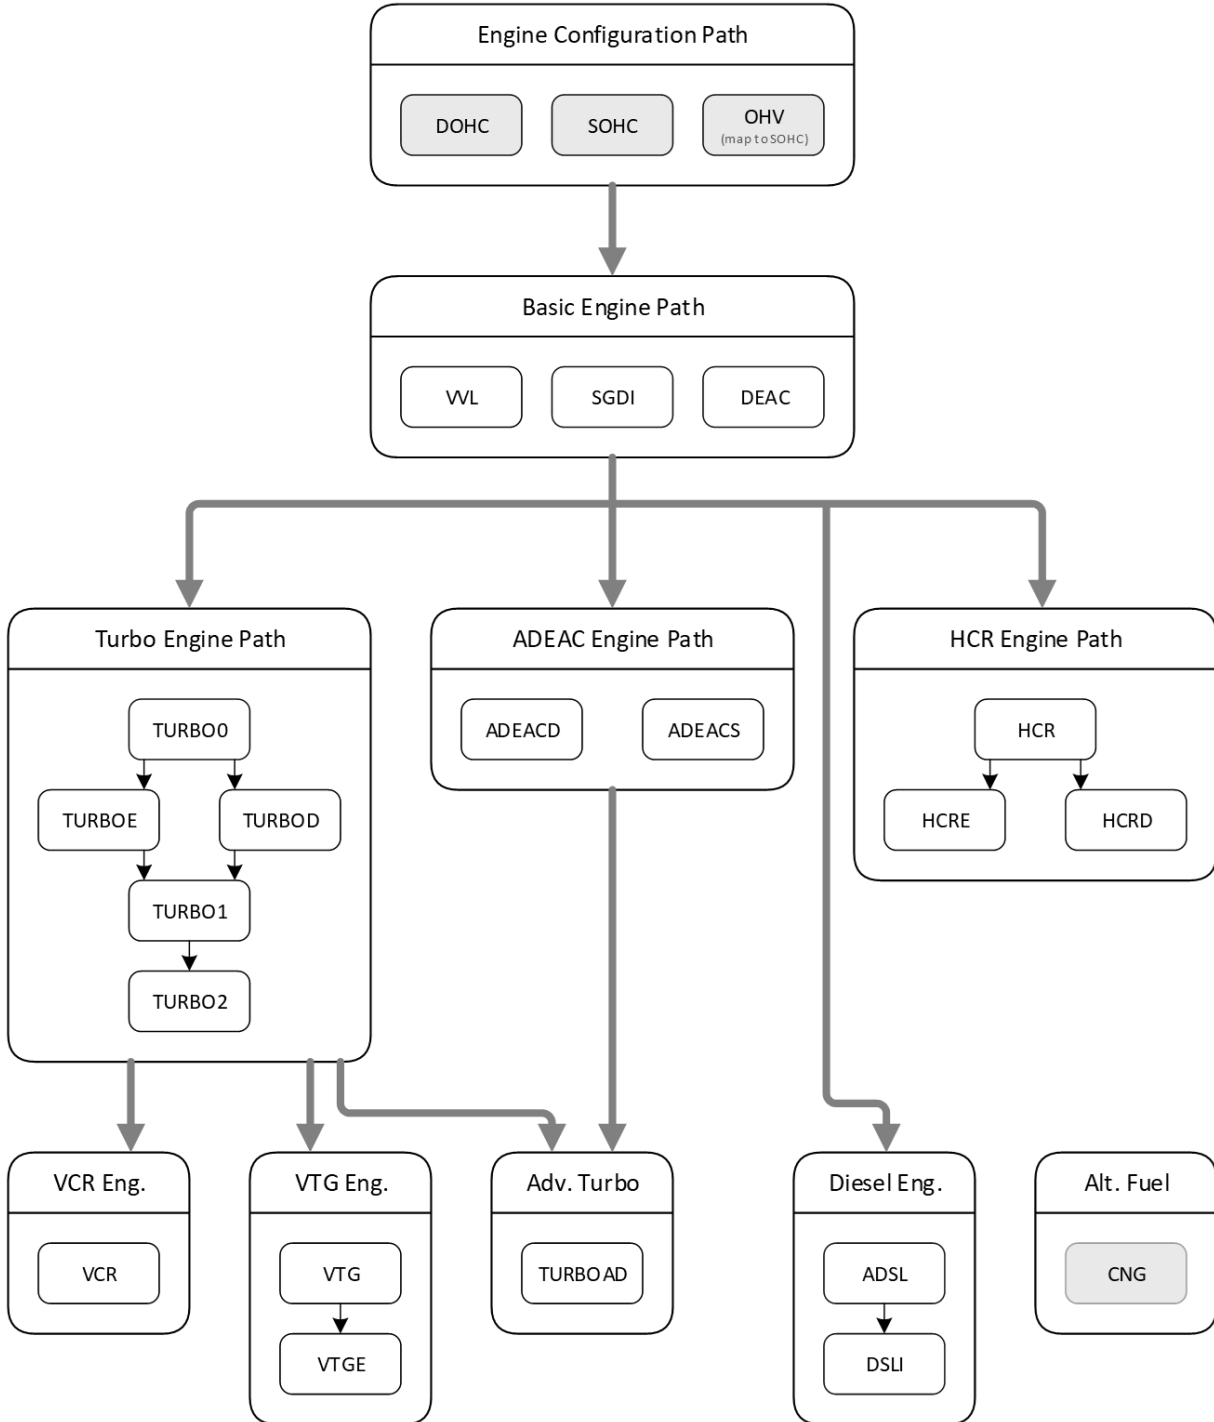 Engine Configuration Path
DOHC
SOHC
OHV
(map to SOHC)
Basic Engine Path
VVL
SGDI
DEAC
Turbo Engine Path
TURBO0
TURBOE
TURBOD
TURBO1
TURBO2
ADEAC Engine Path
ADEACD
ADEACS
HCR Engine Path
HCR
HCRE
HCRD
VCR Eng.
VCR
VTG Eng.
VTG
VTGE
Adv. Turbo
TURBOAD
Diesel Eng.
ADSL
DSLI
Alt. Fuel
CNG